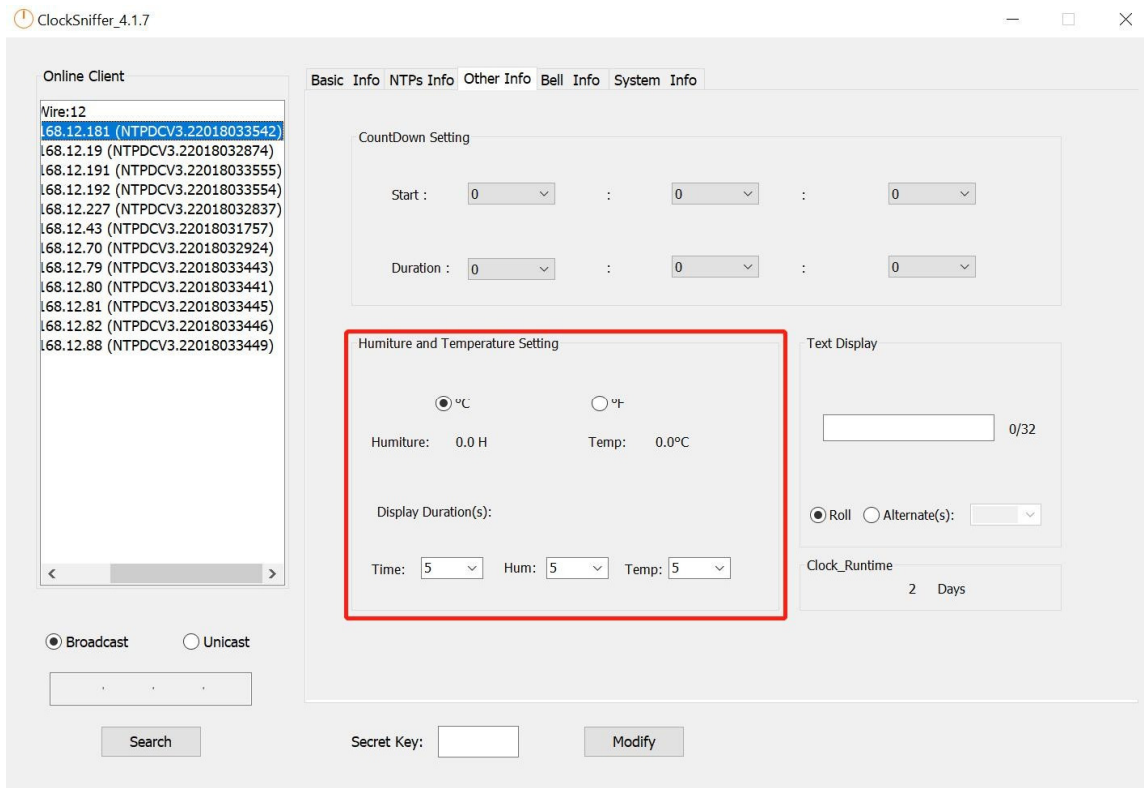 ClockSniffer_4.1.7
Online Client
Wire:12
168.12.181 (NTPDCV3.22018033542)
168.12.19 (NTPDCV3.22018032874)
168.12.191 (NTPDCV3.22018033555)
168.12.192 (NTPDCV3.22018033554)
168.12.227 (NTPDCV3.22018032837)
168.12.43 (NTPDCV3.22018031757)
168.12.70 (NTPDCV3.22018032924)
168.12.79 (NTPDCV3.22018033443)
168.12.80 (NTPDCV3.22018033441)
168.12.81 (NTPDCV3.22018033445)
168.12.82 (NTPDCV3.22018033446)
168.12.88 (NTPDCV3.22018033449)
Broadcast Unicast
. . .
Search
Basic Info NTPs Info Other Info Bell Info System Info
CountDown Setting
Start : 0 : 0 : 0
Duration : 0 : 0 : 0
Humiture and Temperature Setting
°C °F
Humiture: 0.0 H Temp: 0.0°C
Display Duration(s):
Time: 5 Hum: 5 Temp: 5
Text Display
0/32
Roll Alternate(s):
Clock_Runtime
2 Days
Secret Key: Modify